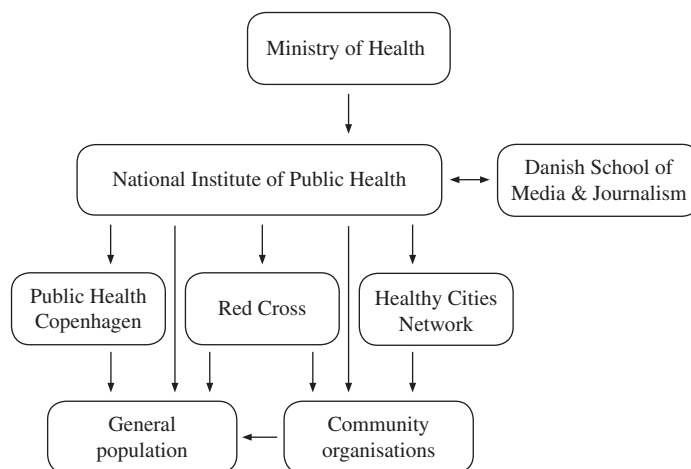 Ministry of Health
National Institute of Public Health
Danish School of
Media & Journalism
Public Health
Copenhagen
Red Cross
Healthy Cities
Network
General
population
Community
organisations